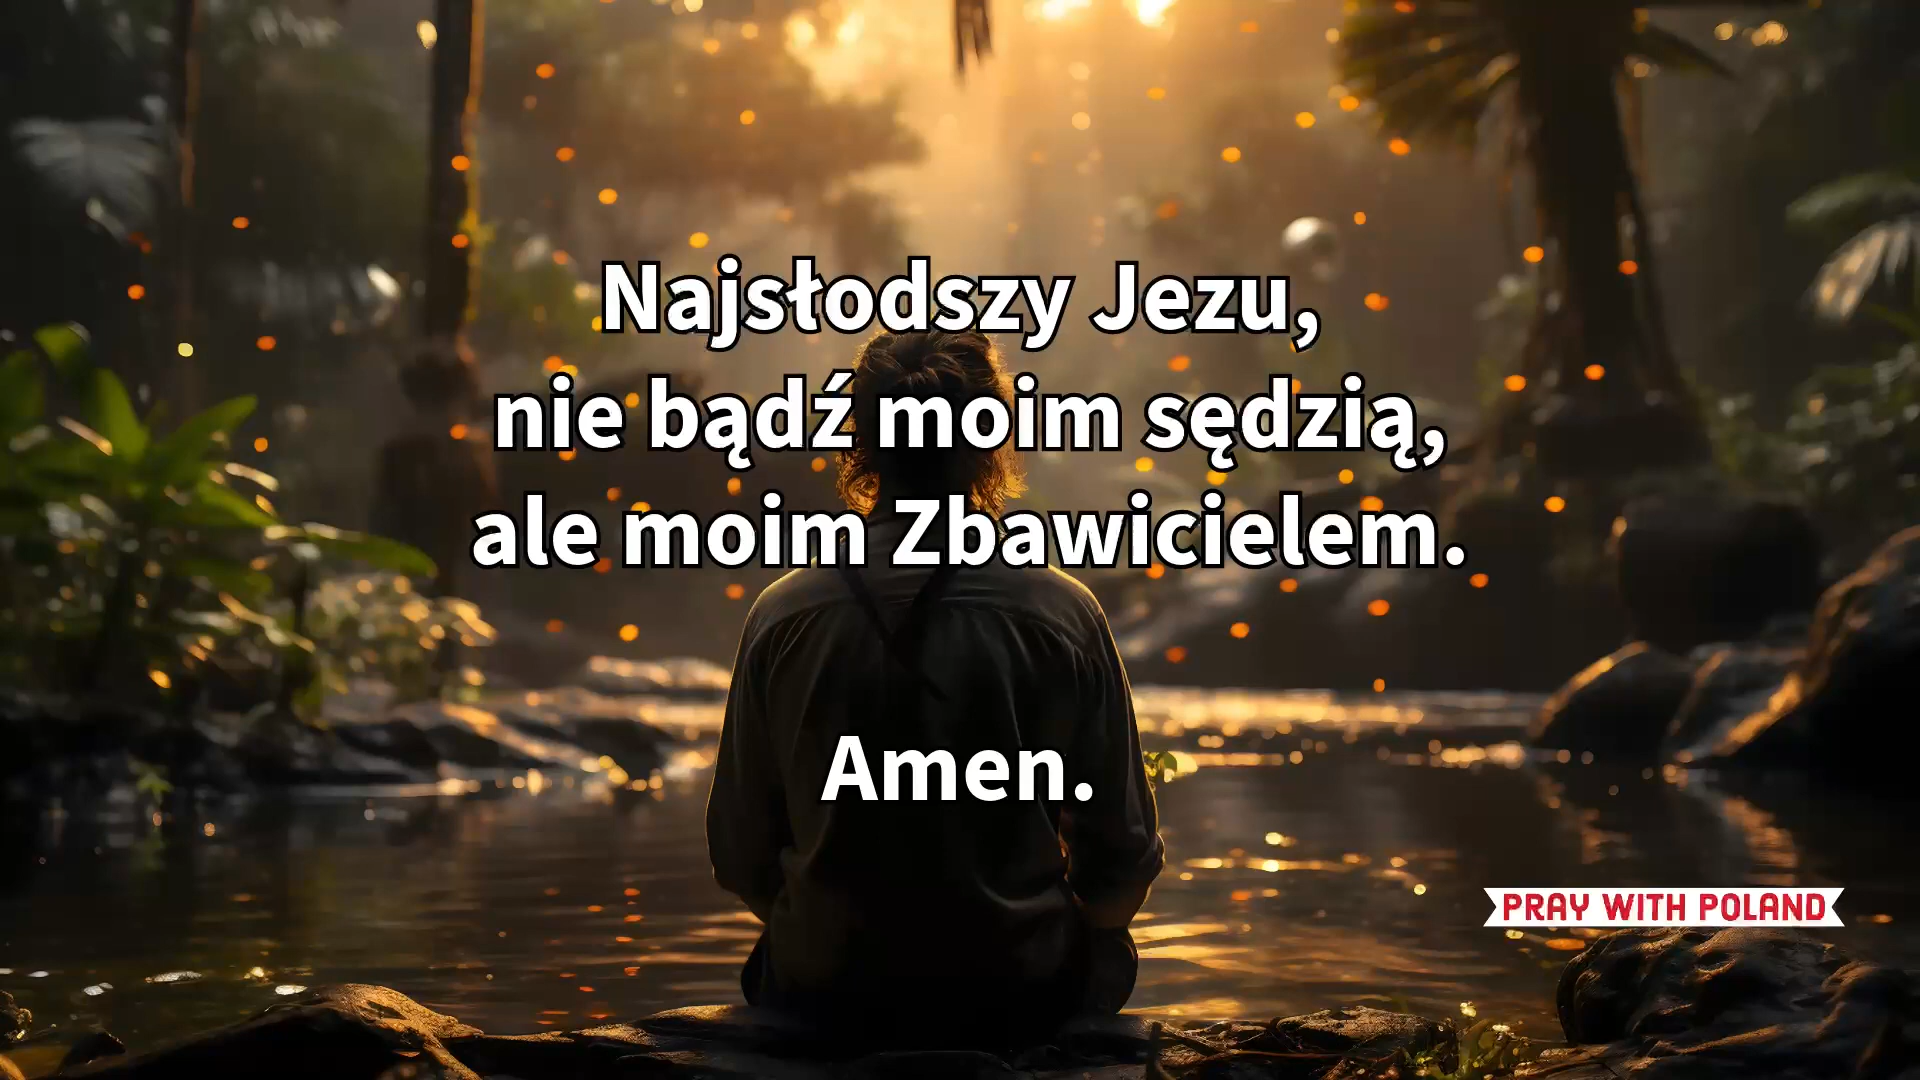 Najsłodszy Jezu,
nie bądź moim sędzią,
ale moim Zbawicielem.
Amen.
PRAY WITH POLAND